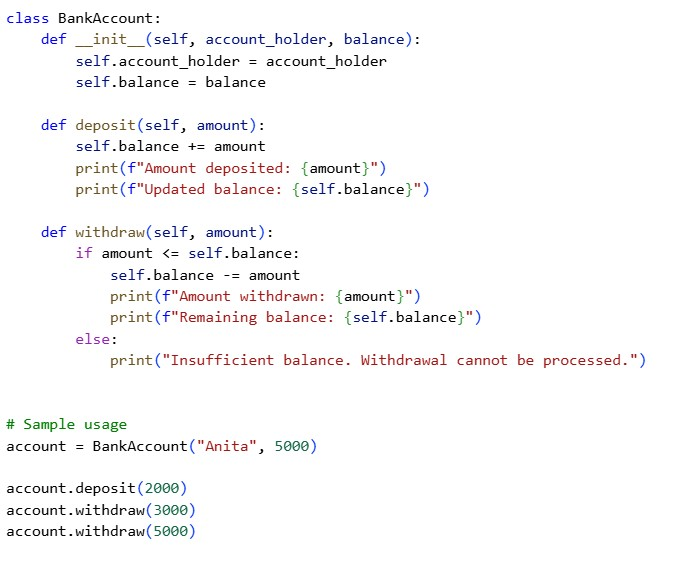 class BankAccount:
    def __init__(self, account_holder, balance):
        self.account_holder = account_holder
        self.balance = balance

    def deposit(self, amount):
        self.balance += amount
        print(f"Amount deposited: {amount}")
        print(f"Updated balance: {self.balance}")

    def withdraw(self, amount):
        if amount <= self.balance:
            self.balance -= amount
            print(f"Amount withdrawn: {amount}")
            print(f"Remaining balance: {self.balance}")
        else:
            print("Insufficient balance. Withdrawal cannot be processed.")


# Sample usage
account = BankAccount("Anita", 5000)

account.deposit(2000)
account.withdraw(3000)
account.withdraw(5000)